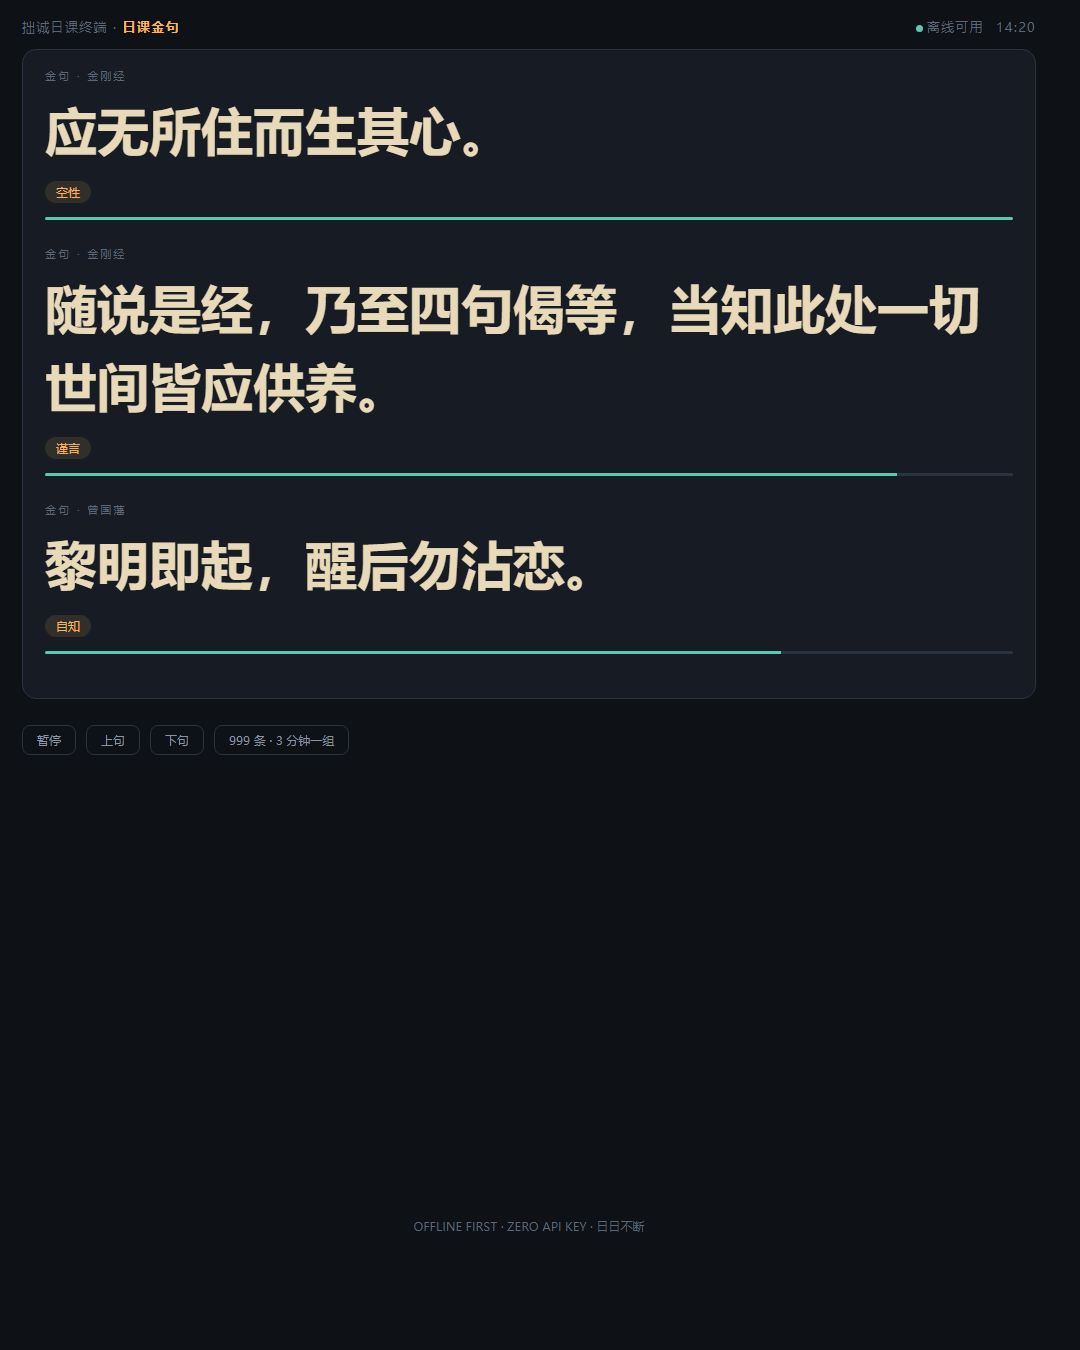 拙诚日课终端 · 日课金句
离线可用 14:20
金句 · 金刚经
应无所住而生其心。
空性
金句 · 金刚经
随说是经，乃至四句偈等，当知此处一切
世间皆应供养。
谨言
金句 · 曾国藩
黎明即起，醒后勿沾恋。
自知
暂停 上句 下句 999 条 · 3 分钟一组
OFFLINE FIRST · ZERO API KEY · 日日不断